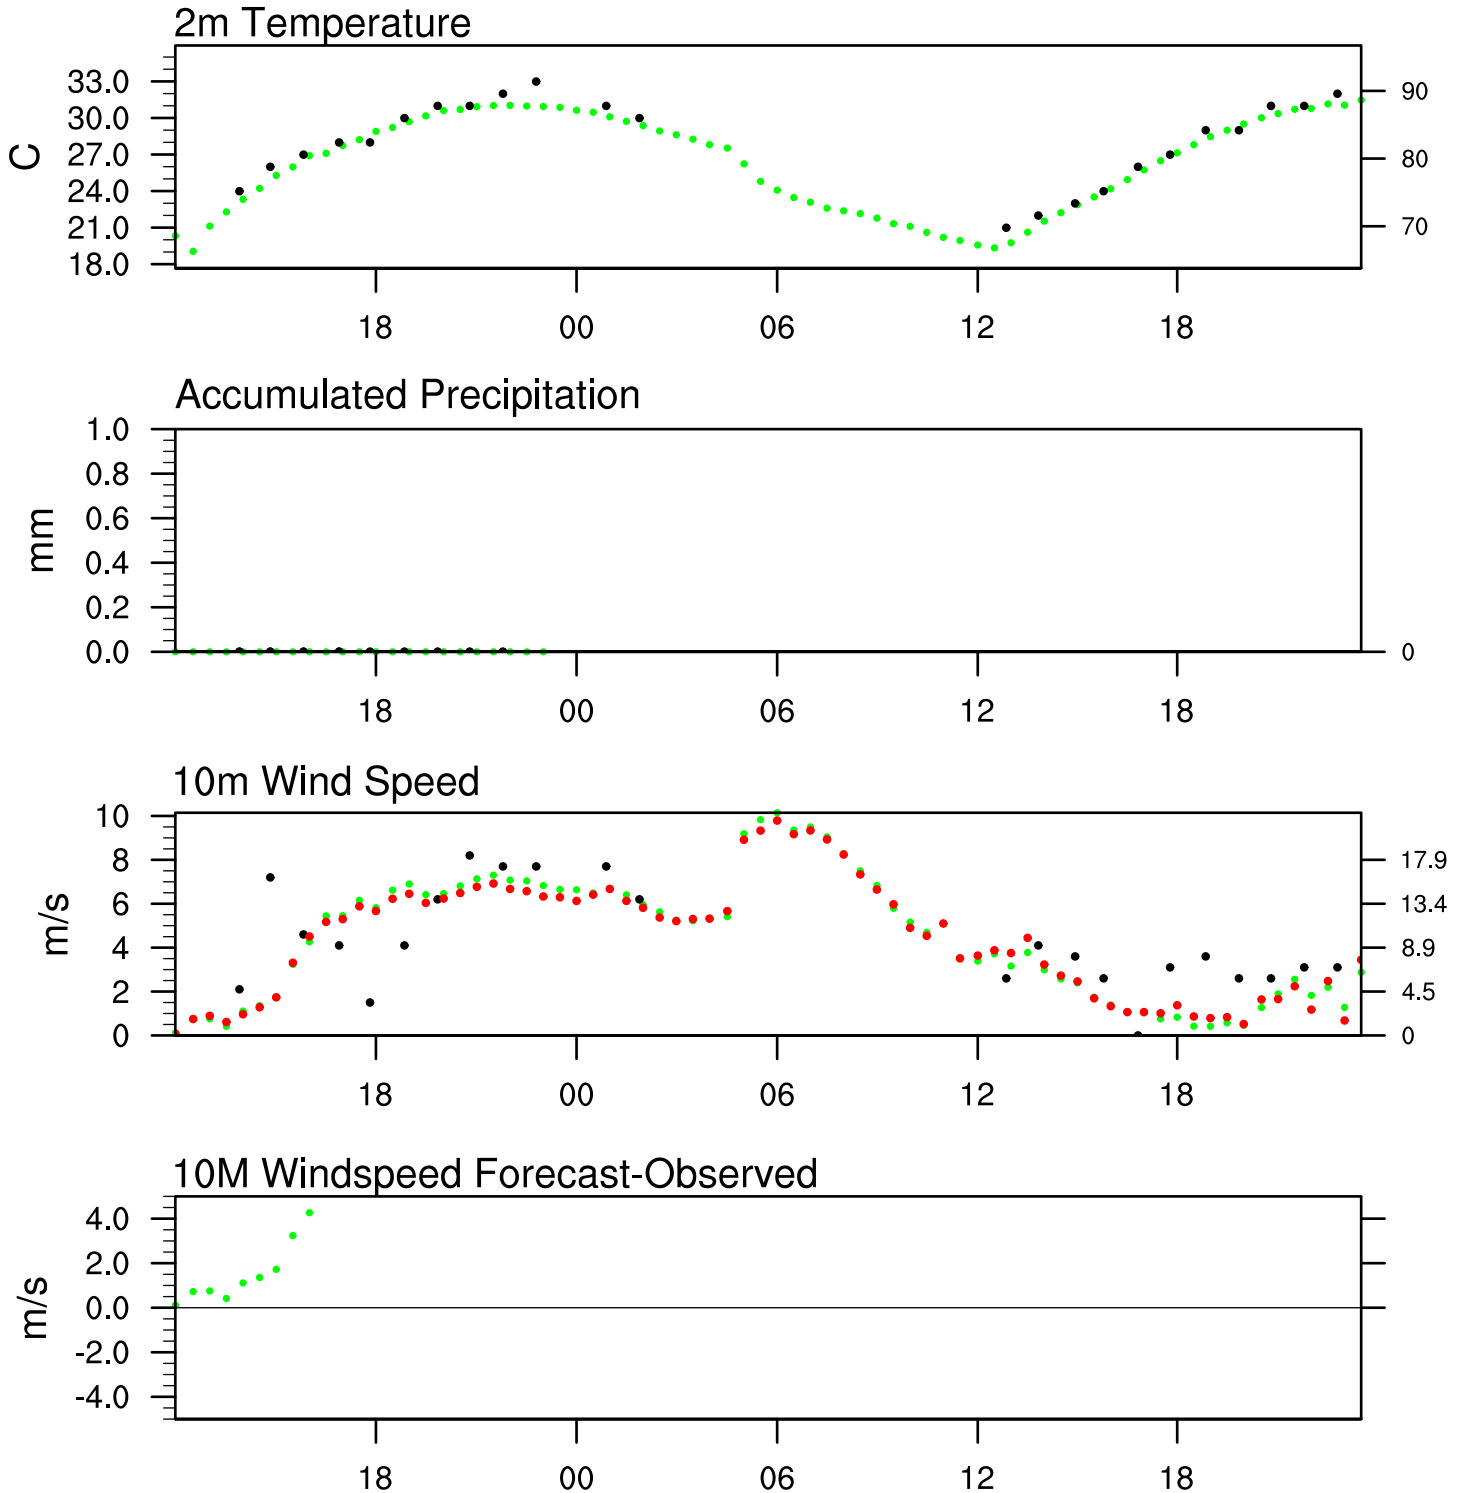 2m Temperature
33.0
30.0
27.0
24.0
21.0
18.0
C
90
80
70
18 00 06 12 18
Accumulated Precipitation
1.0
0.8
0.6
0.4
0.2
0.0
mm
0
18 00 06 12 18
10m Wind Speed
10
8
6
4
2
0
m/s
17.9
13.4
8.9
4.5
0
18 00 06 12 18
10M Windspeed Forecast-Observed
4.0
2.0
0.0
-2.0
-4.0
m/s
18 00 06 12 18